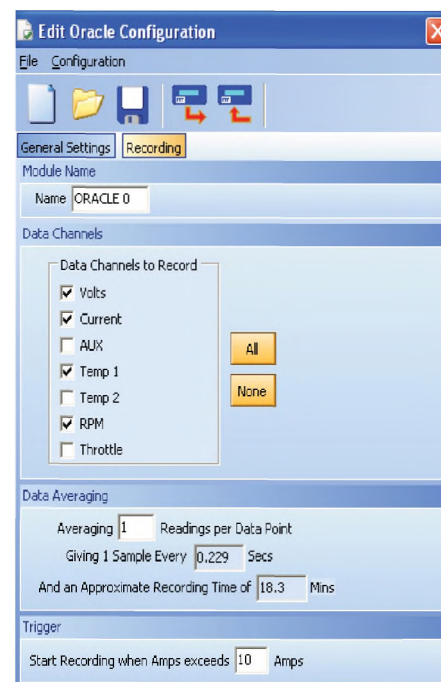 Edit Oracle Configuration
File Configuration
General Settings Recording
Module Name
Name ORACLE 0
Data Channels
Data Channels to Record
Volts
Current
AUX
Temp 1
Temp 2
RPM
Throttle
All
None
Data Averaging
Averaging 1 Readings per Data Point
Giving 1 Sample Every 0.229 Secs
And an Approximate Recording Time of 18.3 Mins
Trigger
Start Recording when Amps exceeds 10 Amps